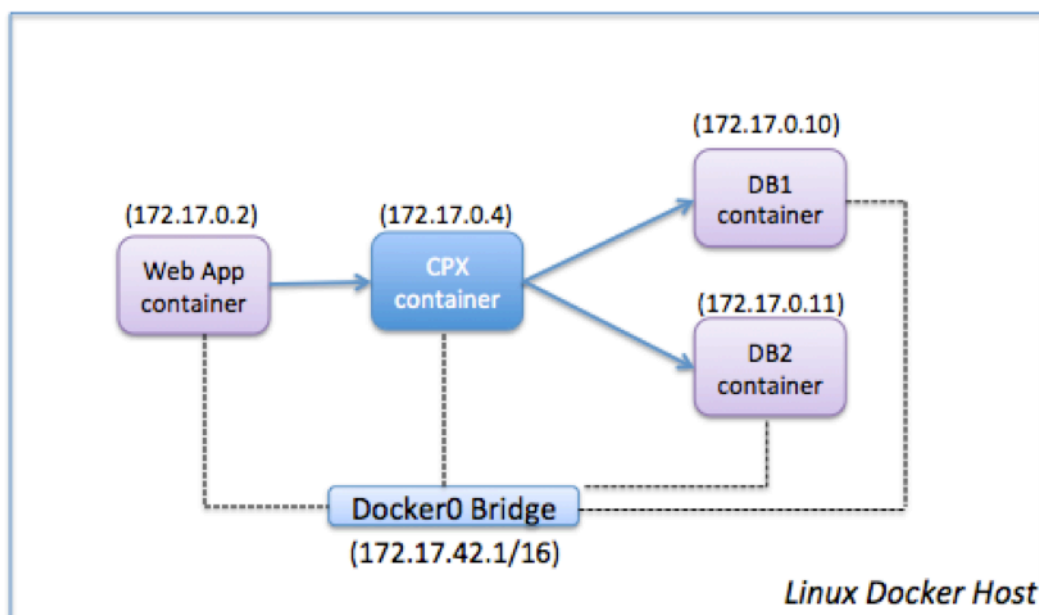 (172.17.0.10)
DB1
container
(172.17.0.2)
Web App
container
(172.17.0.4)
CPX
container
(172.17.0.11)
DB2
container
Docker0 Bridge
(172.17.42.1/16)
Linux Docker Host